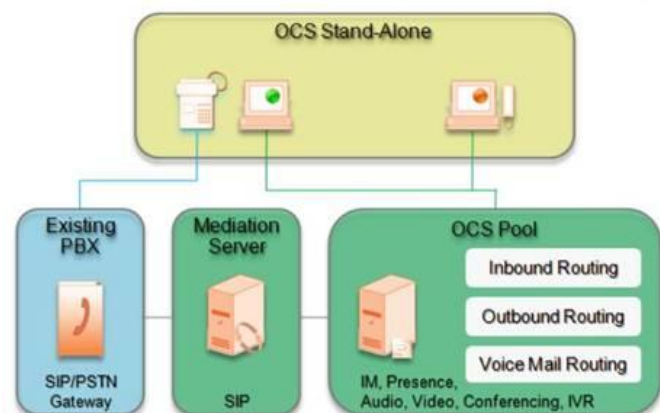 OCS Stand-Alone
Existing
PBX
SIP/PSTN
Gateway
Mediation
Server
SIP
OCS Pool
Inbound Routing
Outbound Routing
Voice Mail Routing
IM, Presence,
Audio, Video, Conferencing, IVR